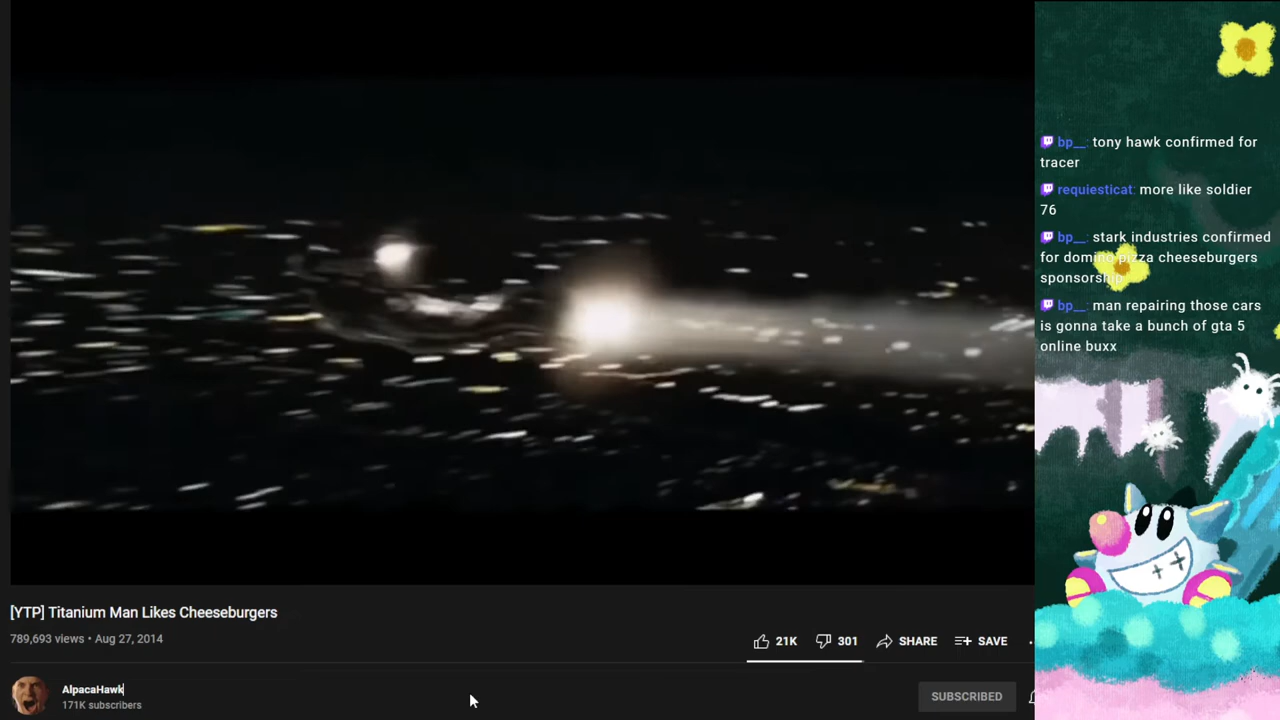 bp__: tony hawk confirmed for
tracer
requiesticat: more like soldier
76
bp__: stark industries confirmed
for domino pizza cheeseburgers
sponsorship
bp__: man repairing those cars
is gonna take a bunch of gta 5
online buxx
[YTP] Titanium Man Likes Cheeseburgers
789,693 views • Aug 27, 2014
21K 301 SHARE SAVE
AlpacaHawk
171K subscribers
SUBSCRIBED